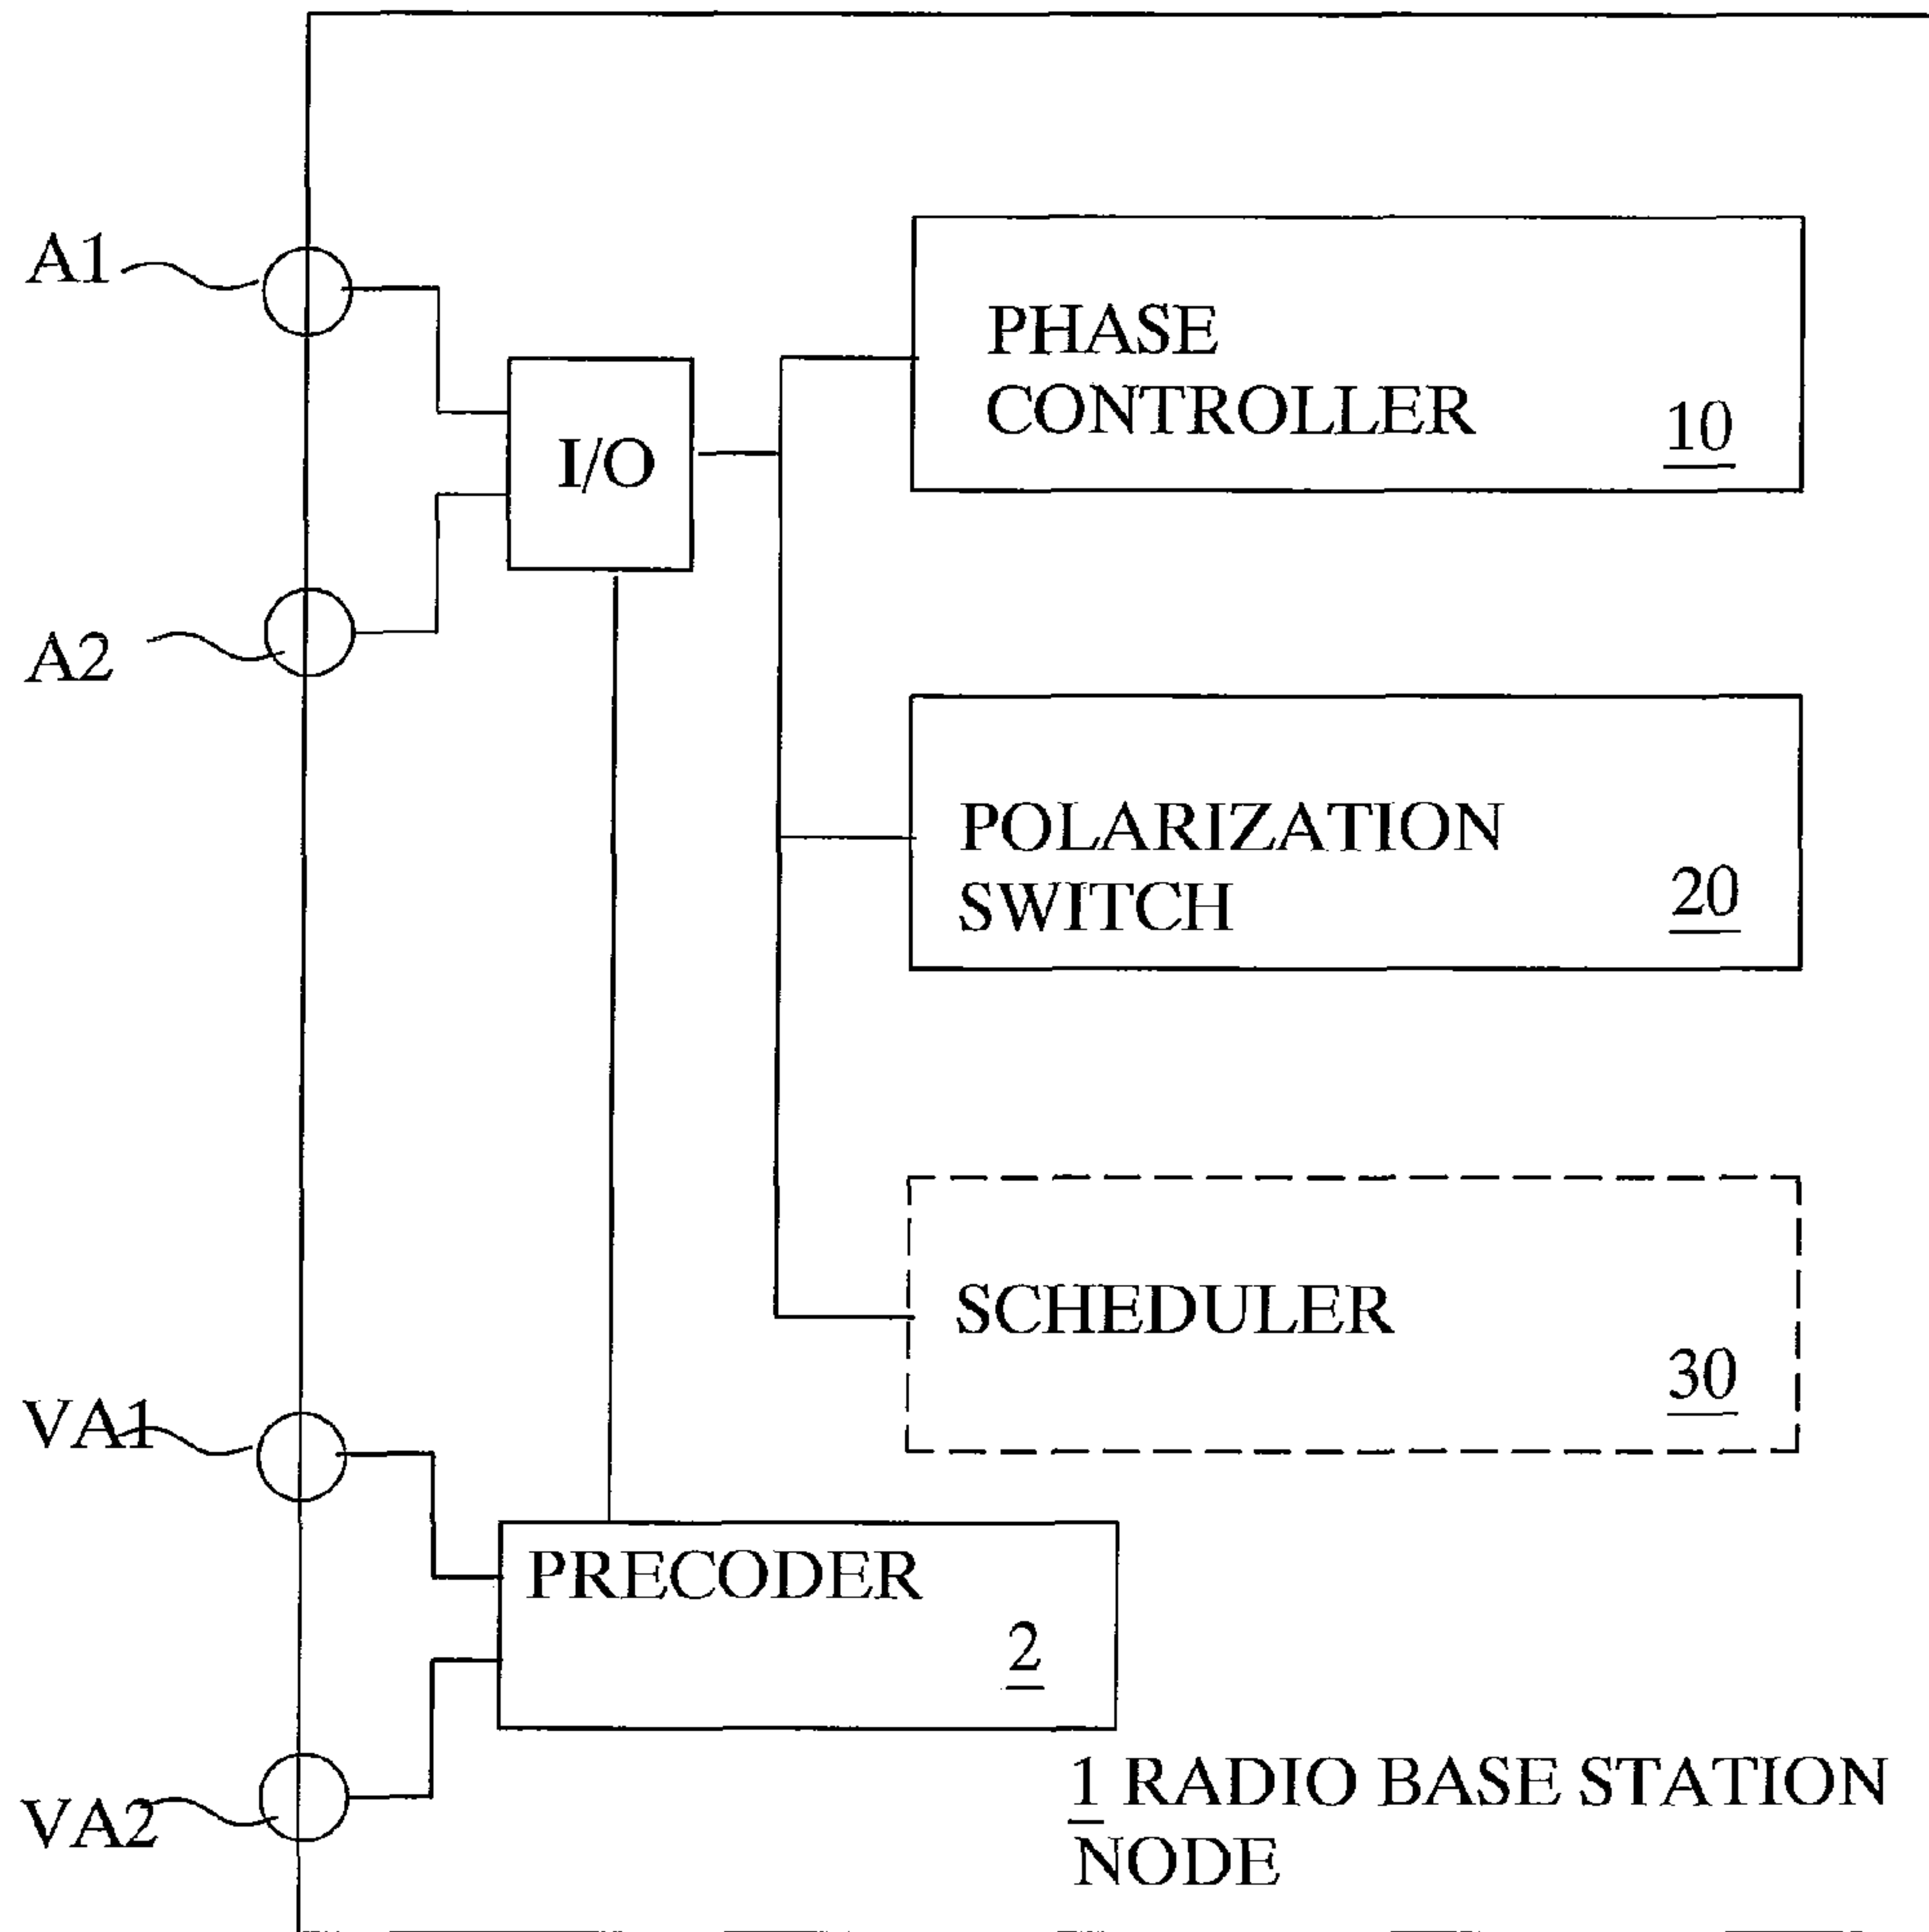 A1
PHASE
CONTROLLER
10
I/O
A2
POLARIZATION
SWITCH
20
SCHEDULER
30
VA1
PRECODER
2
VA2
1 RADIO BASE STATION
NODE